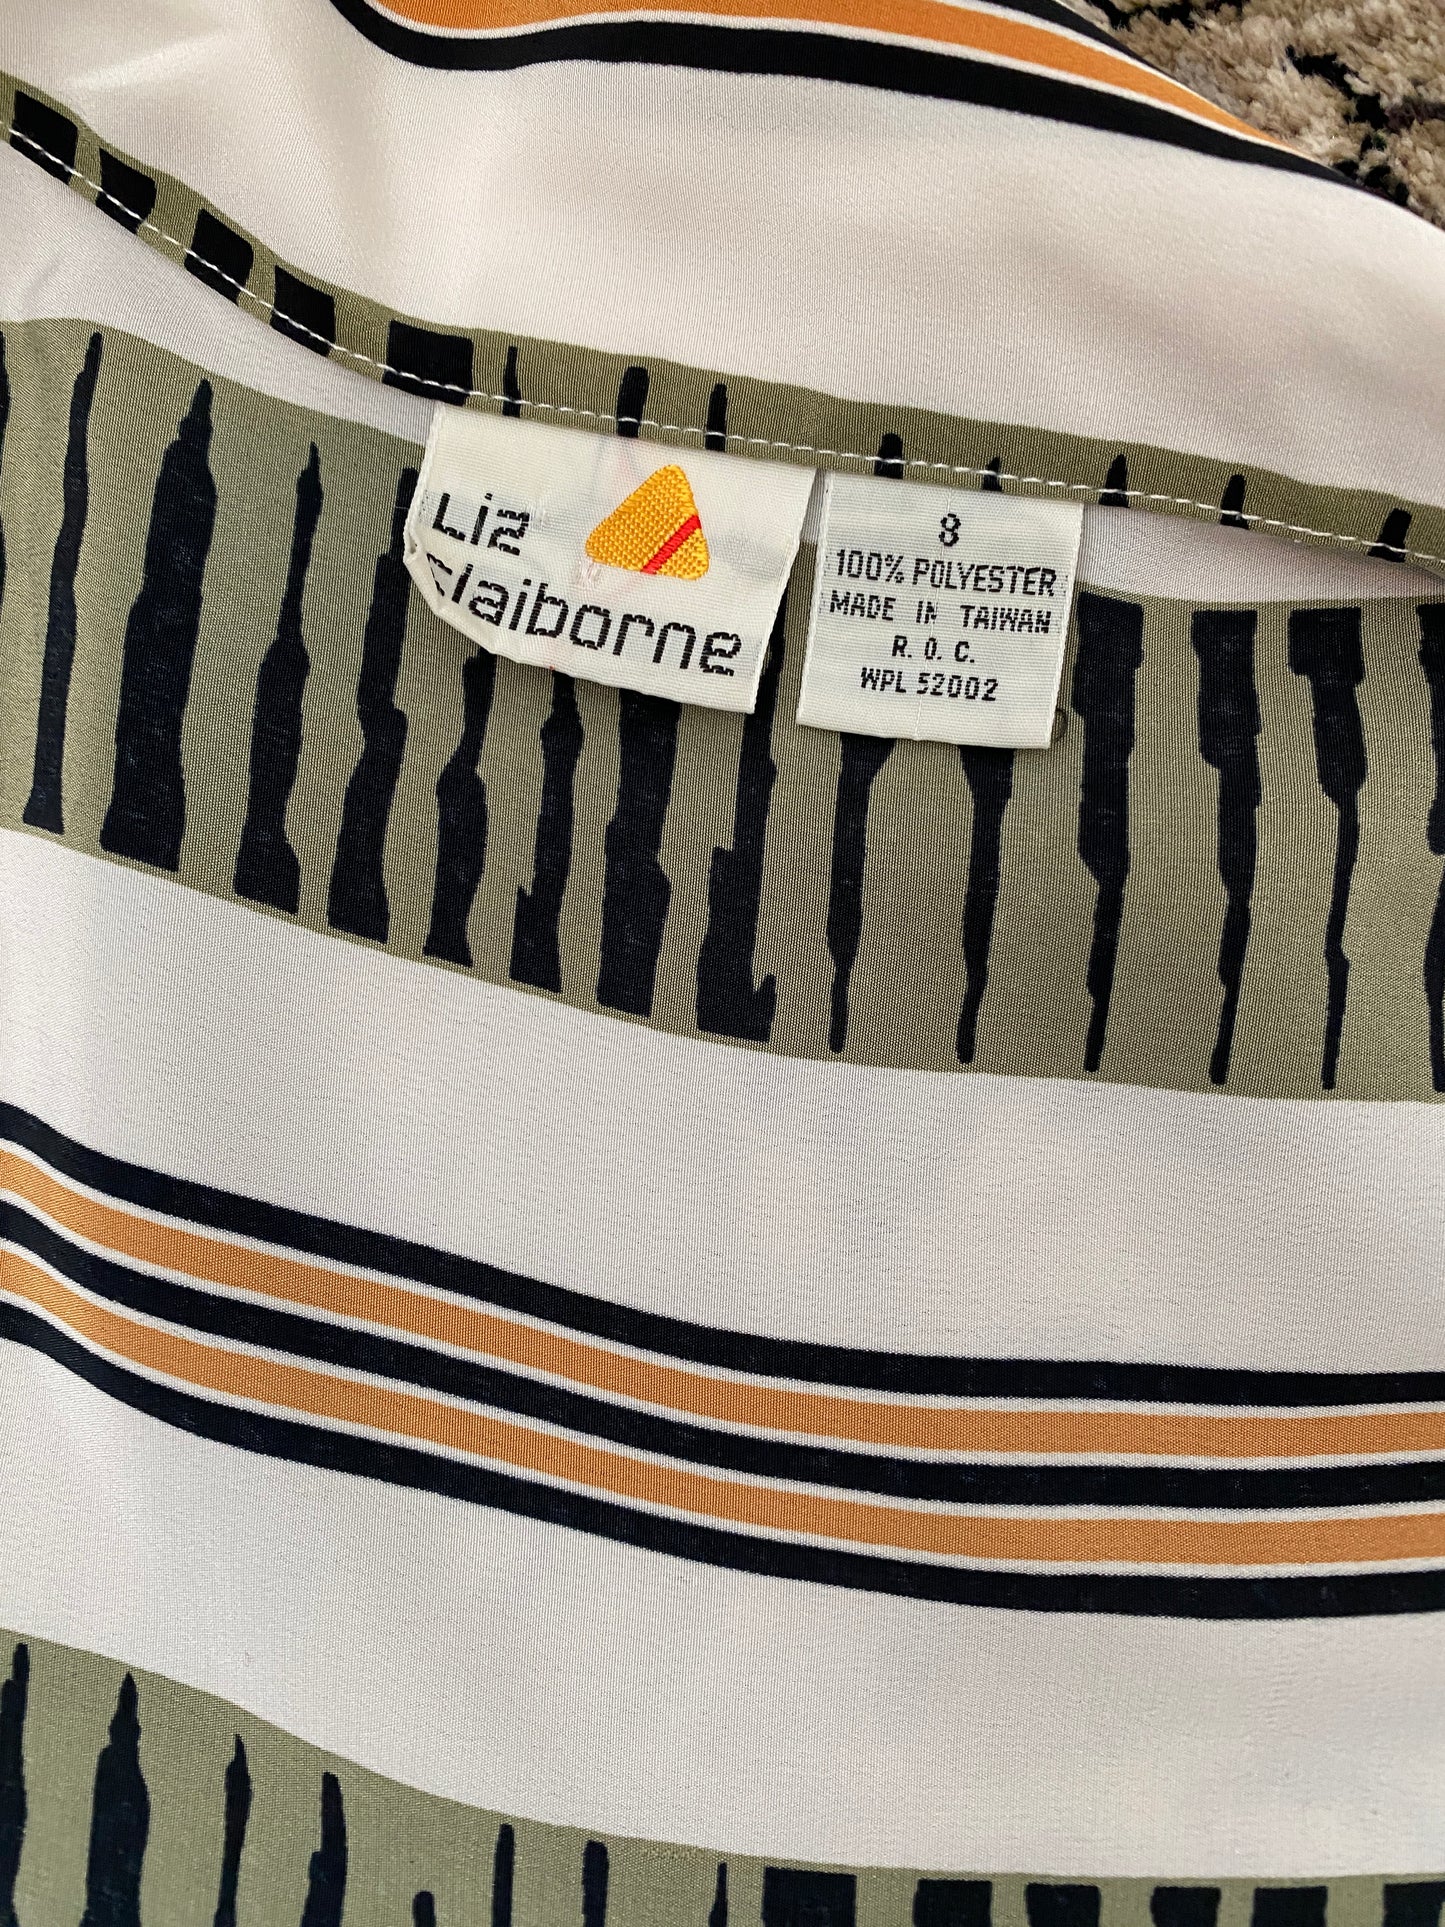 Liz
Claiborne
8
100% POLYESTER
MADE IN TAIWAN
R. O. C.
WPL 52002